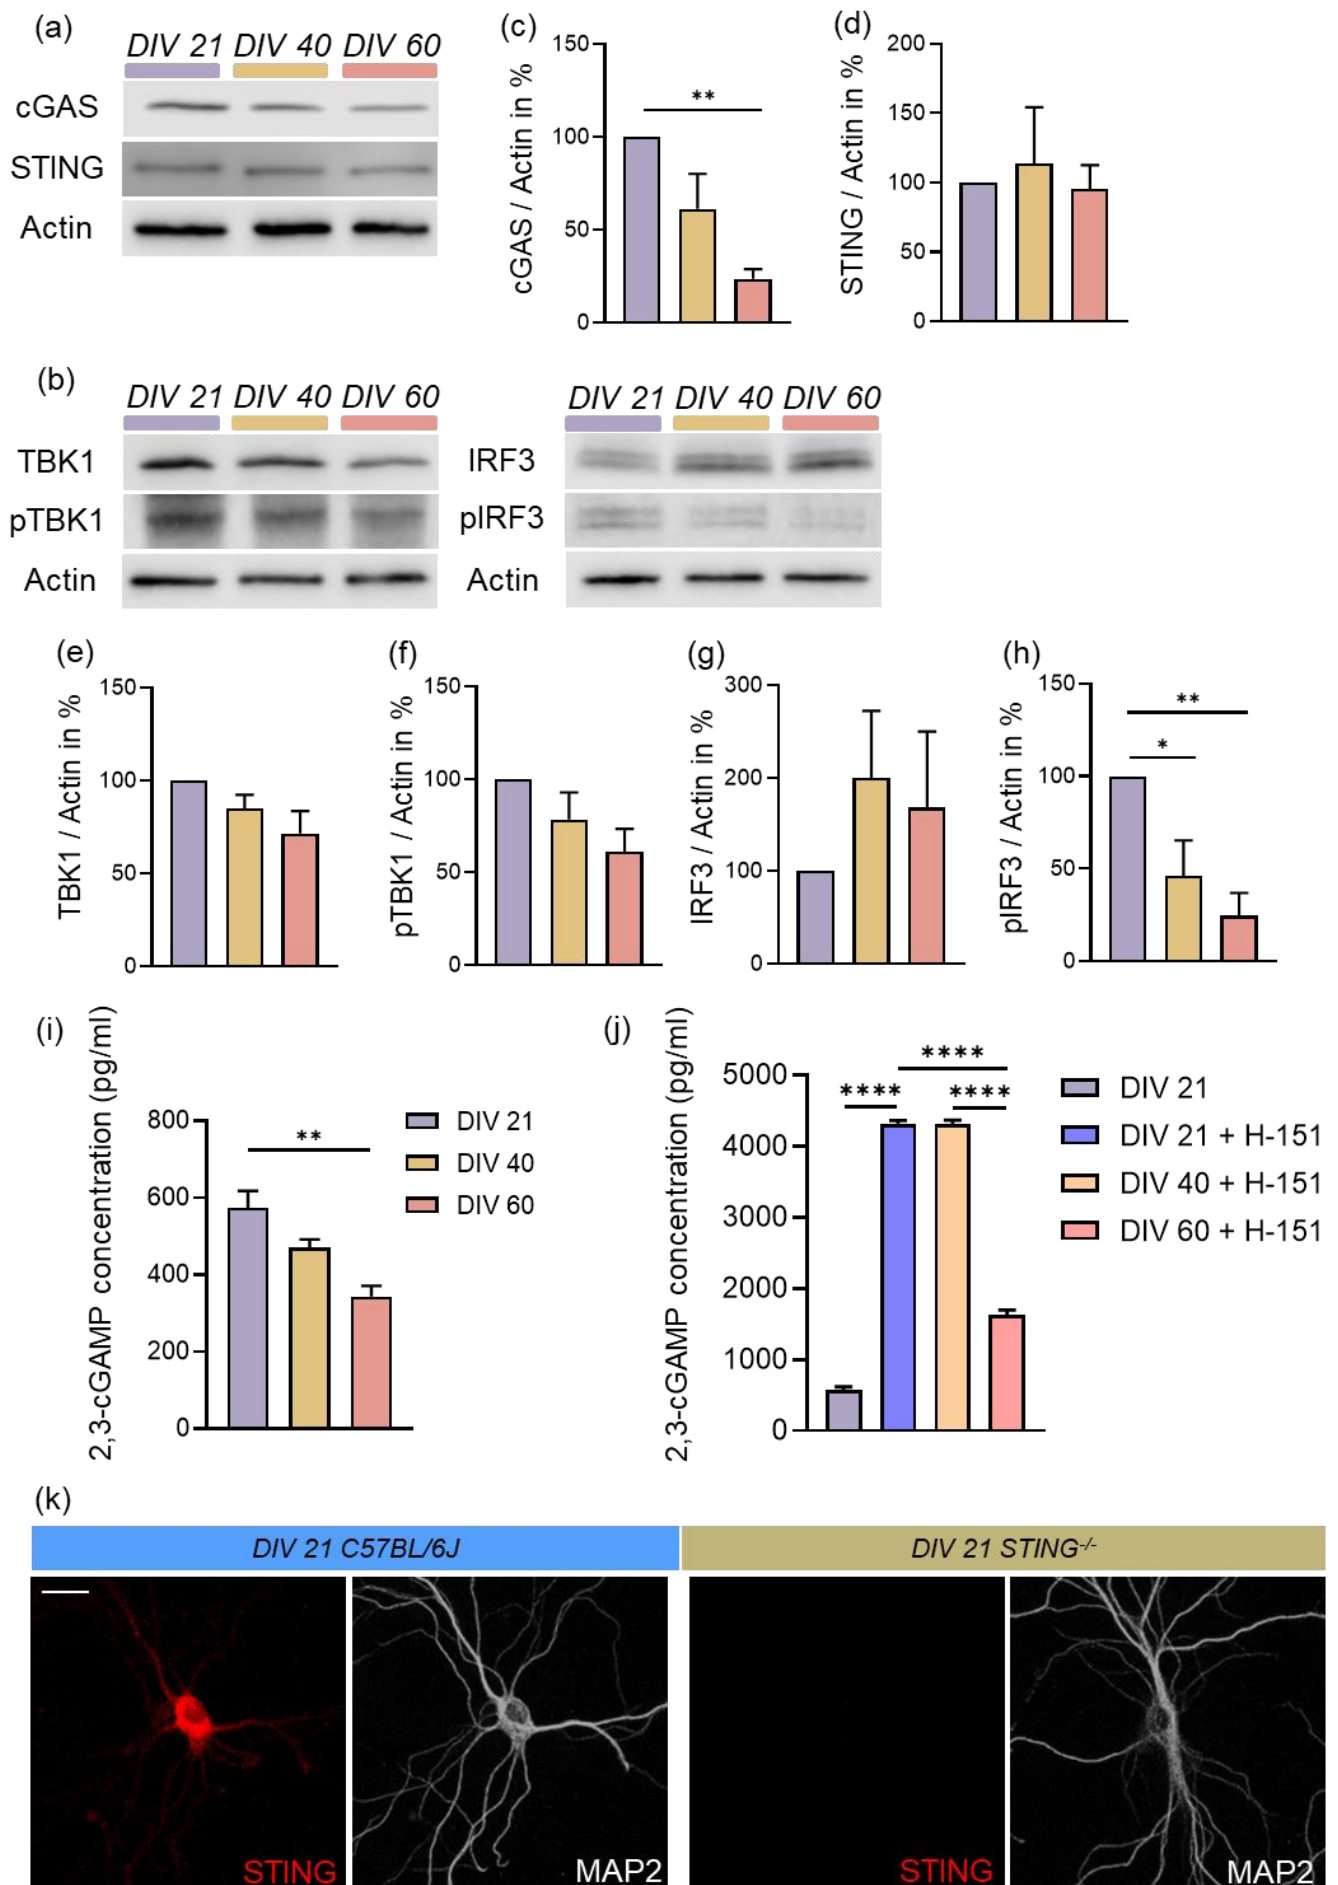 (a)
DIV 21 DIV 40 DIV 60
cGAS
STING
Actin
(c)
cGAS / Actin in %
150
100
50
0
**
(d)
STING / Actin in %
200
150
100
50
0
(b)
DIV 21 DIV 40 DIV 60
TBK1
pTBK1
Actin
DIV 21 DIV 40 DIV 60
IRF3
pIRF3
Actin
(e)
TBK1 / Actin in %
150
100
50
0
(f)
pTBK1 / Actin in %
150
100
50
0
(g)
IRF3 / Actin in %
300
200
100
0
(h)
pIRF3 / Actin in %
150
100
50
0
**
*
(i)
2,3-cGAMP concentration (pg/ml)
800
600
400
200
0
**
DIV 21
DIV 40
DIV 60
(j)
2,3-cGAMP concentration (pg/ml)
5000
4000
3000
2000
1000
0
****
**** ****
DIV 21
DIV 21 + H-151
DIV 40 + H-151
DIV 60 + H-151
(k)
DIV 21 C57BL/6J
DIV 21 STING-/-
STING
MAP2
STING
MAP2